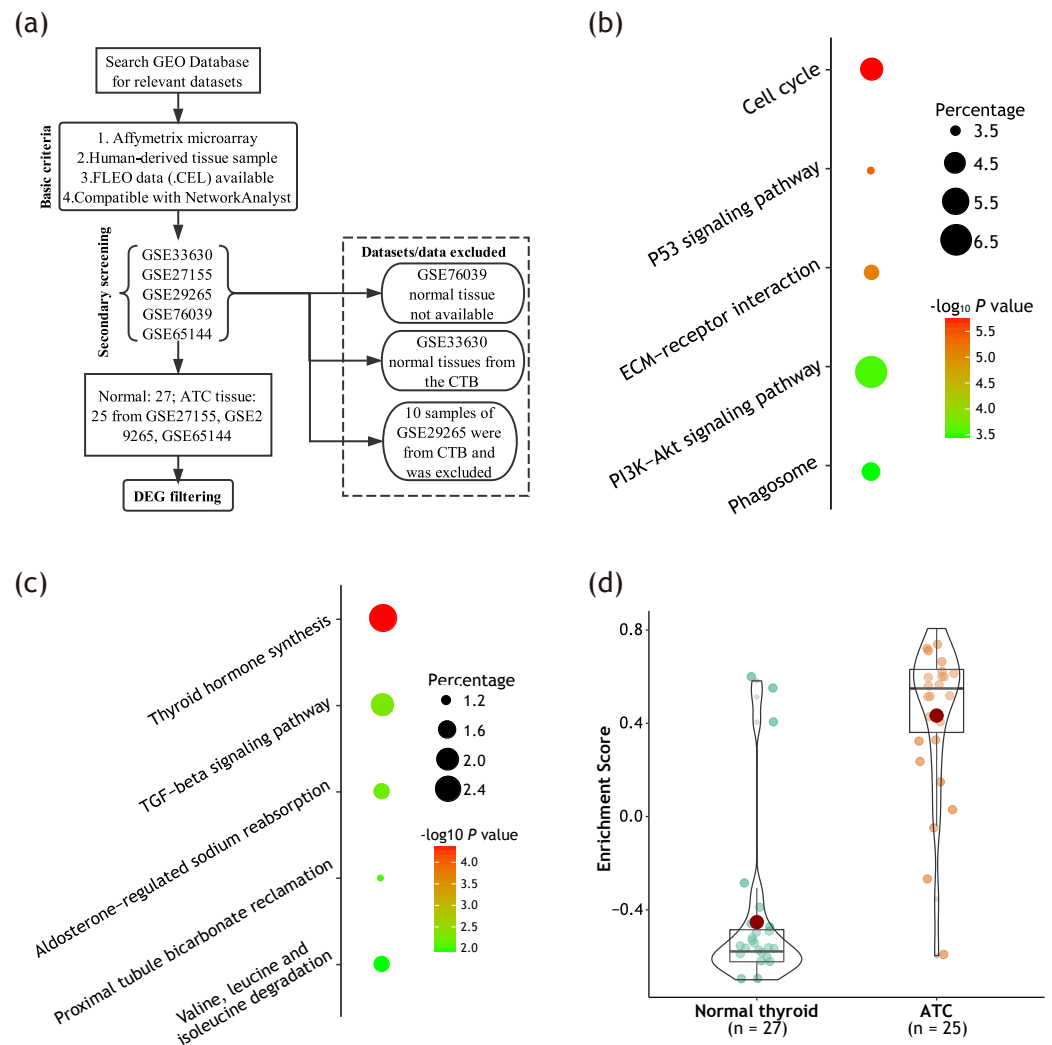 (a)
Search GEO Database
for relevant datasets
Basic criteria
1. Affymetrix microarray
2.Human-derived tissue sample
3.FLEO data (.CEL) available
4.Compatible with NetworkAnalyst
Secondary screening
GSE33630
GSE27155
GSE29265
GSE76039
GSE65144
Datasets/data excluded
GSE76039
normal tissue
not available
GSE33630
normal tissues from
the CTB
10 samples of
GSE29265 were
from CTB and
was excluded
Normal: 27; ATC tissue:
25 from GSE27155, GSE2
9265, GSE65144
DEG filtering
(b)
Cell cycle
P53 signaling pathway
ECM−receptor interaction
PI3K−Akt signaling pathway
Phagosome
Percentage
3.5
4.5
5.5
6.5
-log₁₀ P value
5.5
5.0
4.5
4.0
3.5
(c)
Thyroid hormone synthesis
TGF−beta signaling pathway
Aldosterone−regulated sodium reabsorption
Proximal tubule bicarbonate reclamation
Valine, leucine and
isoleucine degradation
Percentage
1.2
1.6
2.0
2.4
-log10 P value
4.0
3.5
3.0
2.5
2.0
(d)
Enrichment Score
0.8
0.4
0.0
−0.4
Normal thyroid
(n = 27)
ATC
(n = 25)